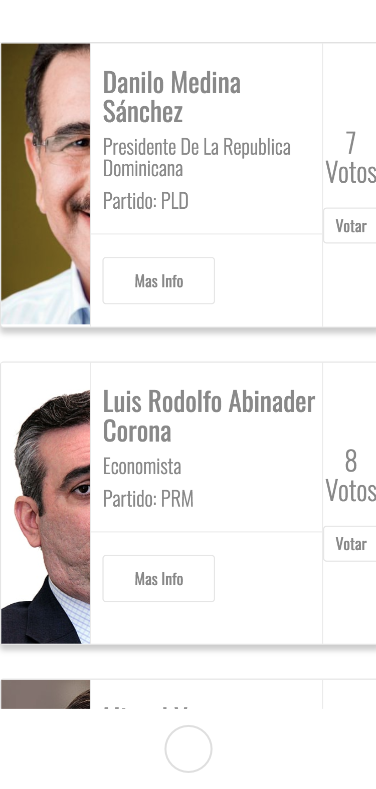 Danilo Medina
Sánchez
Presidente De La Republica
Dominicana
Partido: PLD
Mas Info
7
Votos
Votar
Luis Rodolfo Abinader
Corona
Economista
Partido: PRM
Mas Info
8
Votos
Votar